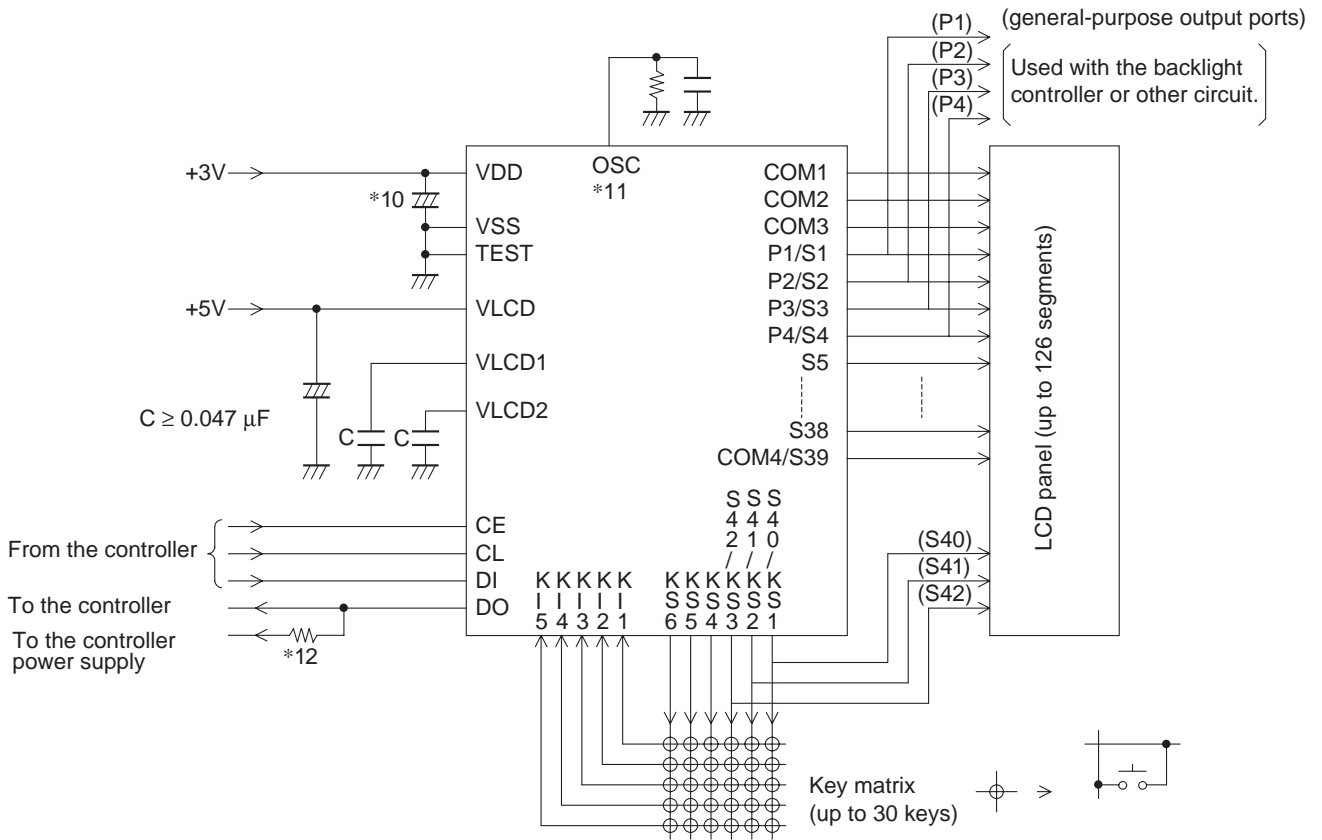 (P1)
(general-purpose output ports)
(P2)
(P3)
(P4)
Used with the backlight
controller or other circuit.
+3V
VDD
OSC
*11
COM1
*10
COM2
VSS
COM3
TEST
P1/S1
P2/S2
+5V
VLCD
P3/S3
P4/S4
VLCD1
S5
C ≥ 0.047 μF
VLCD2
C
C
S38
COM4/S39
LCD panel (up to 126 segments)
From the controller
CE
CL
DI
To the controller
DO
To the controller
power supply
*12
KI5
KI4
KI3
KI2
KI1
KS6
KS5
KS4
S42/KS3
S41/KS2
S40/KS1
(S40)
(S41)
(S42)
Key matrix
(up to 30 keys)